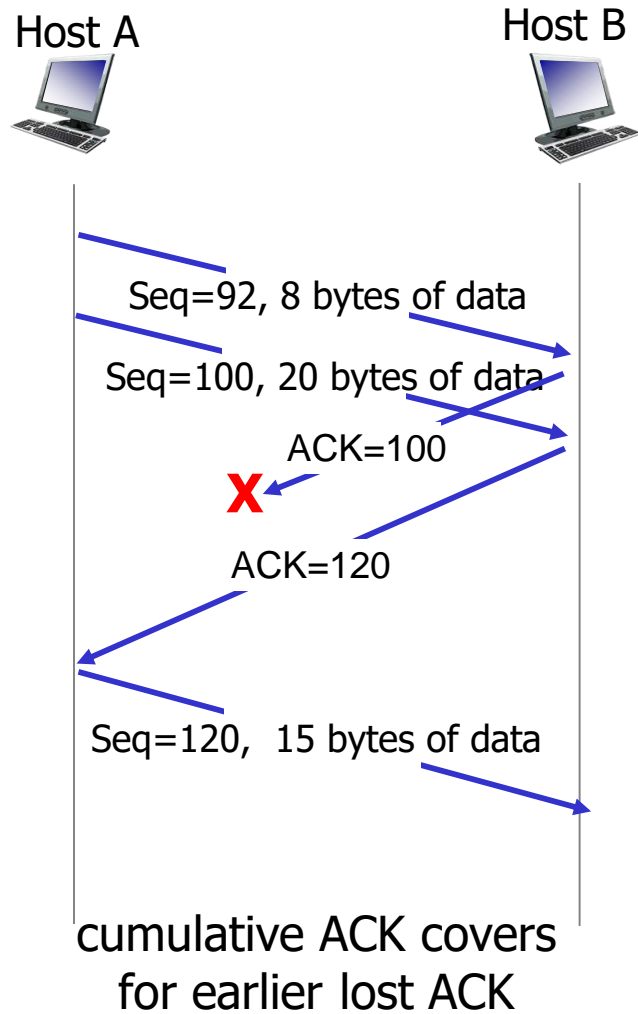 Host A
Host B
Seq=92, 8 bytes of data
Seq=100, 20 bytes of data
ACK=100
X
ACK=120
Seq=120, 15 bytes of data
cumulative ACK covers
for earlier lost ACK